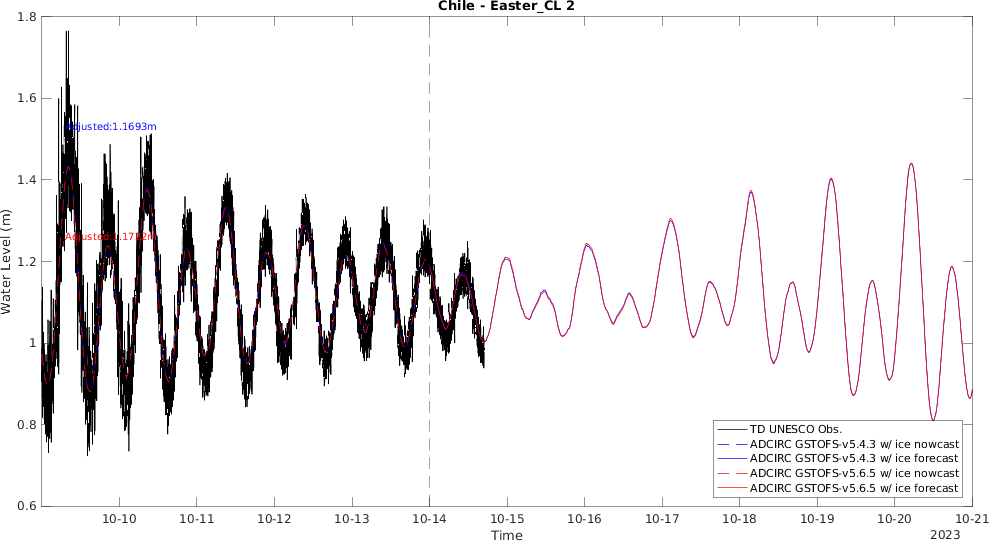 Chile - Easter_CL 2
1.8
1.6
1.4
1.2
1
0.8
0.6
Water Level (m)
Adjusted:1.1693m
10-10
10-11
10-12
10-13
10-14
10-15
10-16
10-17
10-18
10-19
10-20
10-21
Time
2023
TD UNESCO Obs.
ADCIRC GSTOFS-v5.4.3 w/ ice nowcast
ADCIRC GSTOFS-v5.4.3 w/ ice forecast
ADCIRC GSTOFS-v5.6.5 w/ ice nowcast
ADCIRC GSTOFS-v5.6.5 w/ ice forecast